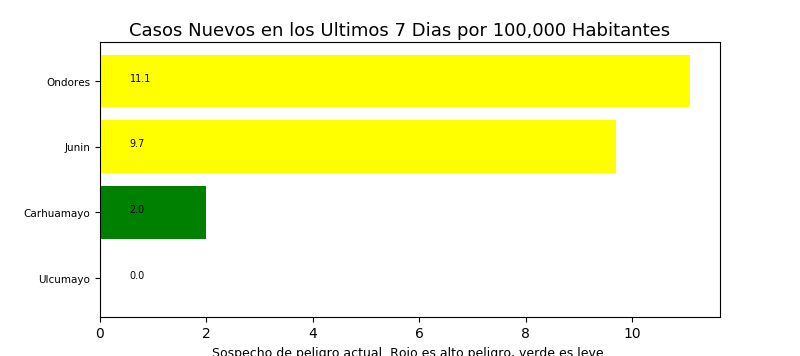 Casos Nuevos en los Ultimos 7 Dias por 100,000 Habitantes
Ondores 11.1
Junin 9.7
Carhuamayo 2.0
Ulcumayo 0.0
0 2 4 6 8 10
Sospecho de peligro actual. Rojo es alto peligro, verde es leve